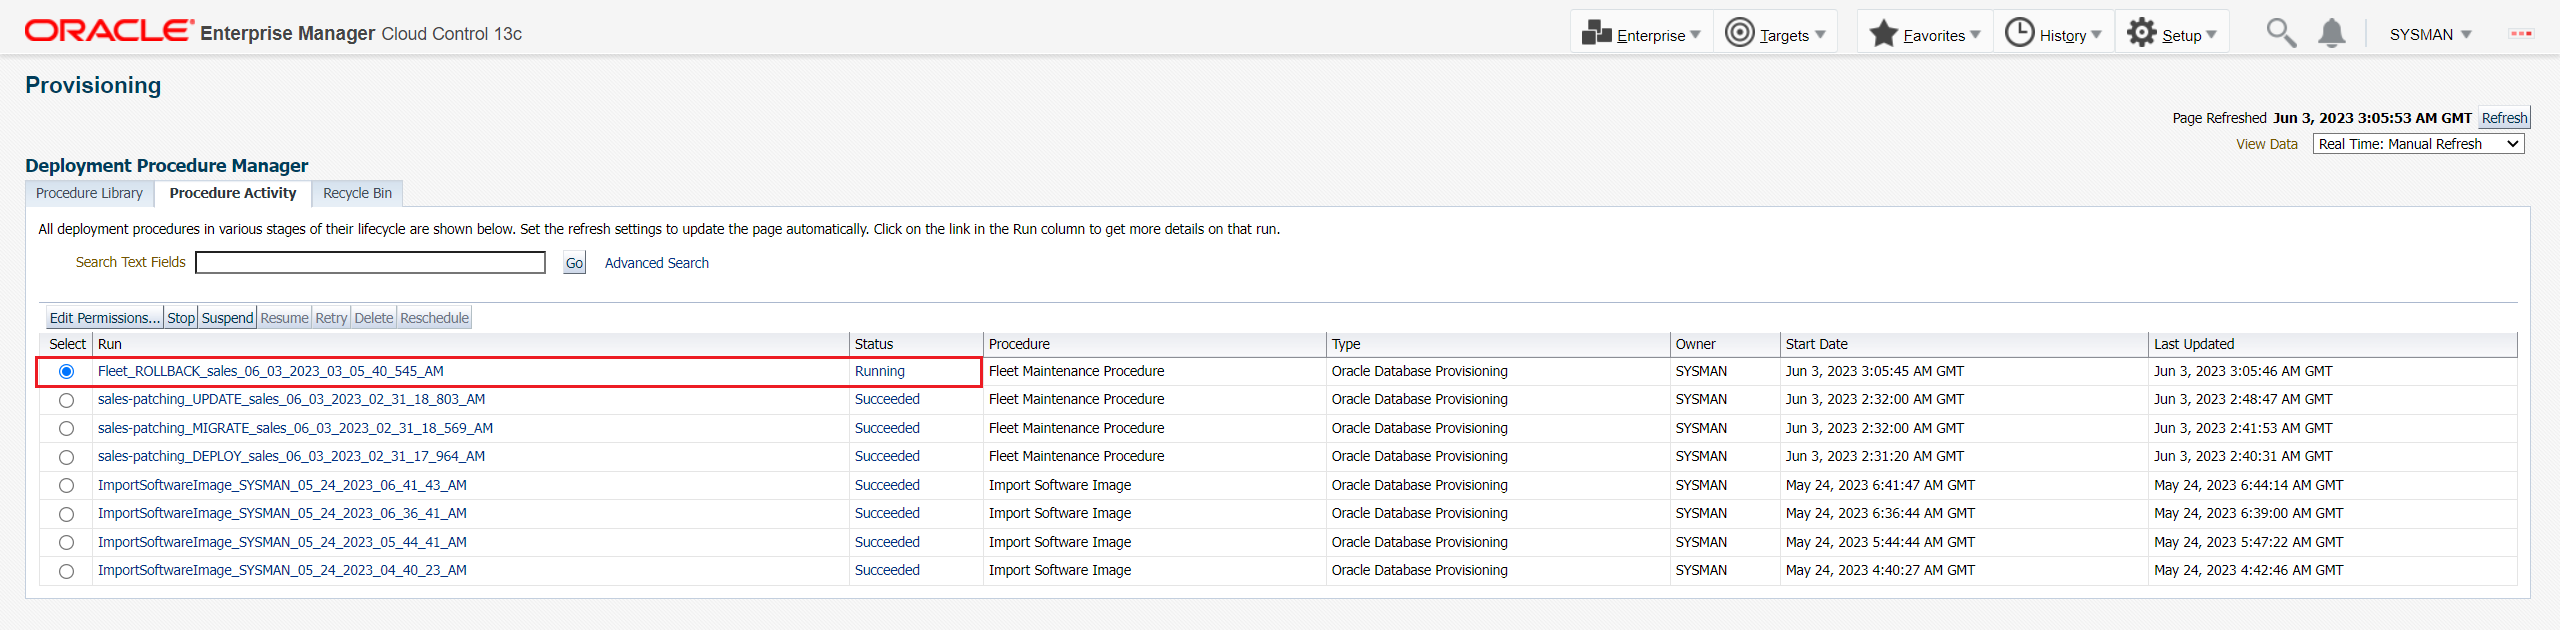 ORACLE Enterprise Manager Cloud Control 13c Enterprise Targets Favorites History Setup SYSMAN
Provisioning
Page Refreshed Jun 3, 2023 3:05:53 AM GMT Refresh
View Data Real Time: Manual Refresh
Deployment Procedure Manager
Procedure Library Procedure Activity Recycle Bin
All deployment procedures in various stages of their lifecycle are shown below. Set the refresh settings to update the page automatically. Click on the link in the Run column to get more details on that run.
Search Text Fields Go Advanced Search
Edit Permissions... Stop Suspend Resume Retry Delete Reschedule
Select Run Status Procedure Type Owner Start Date Last Updated
Fleet_ROLLBACK_sales_06_03_2023_03_05_40_545_AM Running Fleet Maintenance Procedure Oracle Database Provisioning SYSMAN Jun 3, 2023 3:05:45 AM GMT Jun 3, 2023 3:05:46 AM GMT
sales-patching_UPDATE_sales_06_03_2023_02_31_18_803_AM Succeeded Fleet Maintenance Procedure Oracle Database Provisioning SYSMAN Jun 3, 2023 2:32:00 AM GMT Jun 3, 2023 2:48:47 AM GMT
sales-patching_MIGRATE_sales_06_03_2023_02_31_18_569_AM Succeeded Fleet Maintenance Procedure Oracle Database Provisioning SYSMAN Jun 3, 2023 2:32:00 AM GMT Jun 3, 2023 2:41:53 AM GMT
sales-patching_DEPLOY_sales_06_03_2023_02_31_17_964_AM Succeeded Fleet Maintenance Procedure Oracle Database Provisioning SYSMAN Jun 3, 2023 2:31:20 AM GMT Jun 3, 2023 2:40:31 AM GMT
ImportSoftwareImage_SYSMAN_05_24_2023_06_41_43_AM Succeeded Import Software Image Oracle Database Provisioning SYSMAN May 24, 2023 6:41:47 AM GMT May 24, 2023 6:44:14 AM GMT
ImportSoftwareImage_SYSMAN_05_24_2023_06_36_41_AM Succeeded Import Software Image Oracle Database Provisioning SYSMAN May 24, 2023 6:36:44 AM GMT May 24, 2023 6:39:00 AM GMT
ImportSoftwareImage_SYSMAN_05_24_2023_05_44_41_AM Succeeded Import Software Image Oracle Database Provisioning SYSMAN May 24, 2023 5:44:44 AM GMT May 24, 2023 5:47:22 AM GMT
ImportSoftwareImage_SYSMAN_05_24_2023_04_40_23_AM Succeeded Import Software Image Oracle Database Provisioning SYSMAN May 24, 2023 4:40:27 AM GMT May 24, 2023 4:42:46 AM GMT